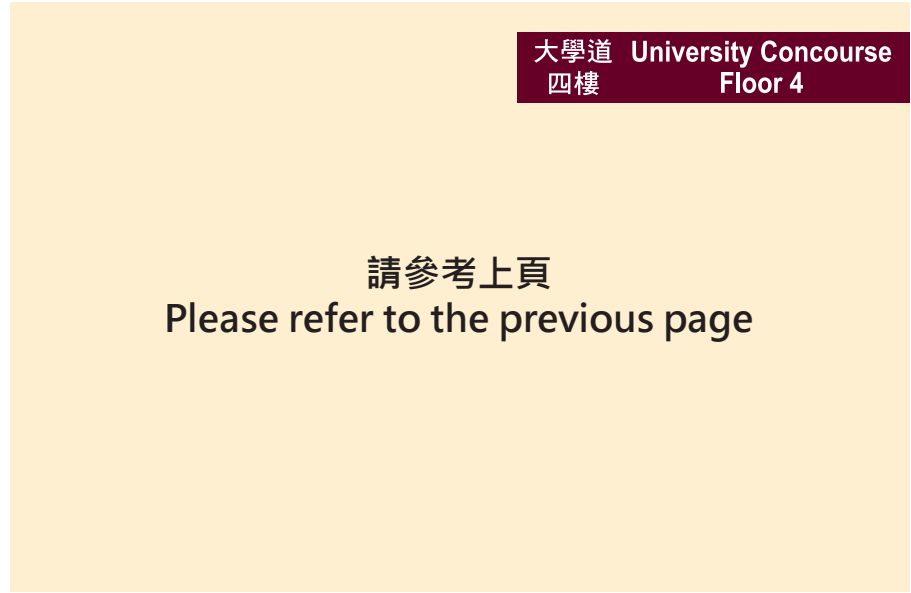 大學道 University Concourse
四樓 Floor 4
請參考上頁
Please refer to the previous page